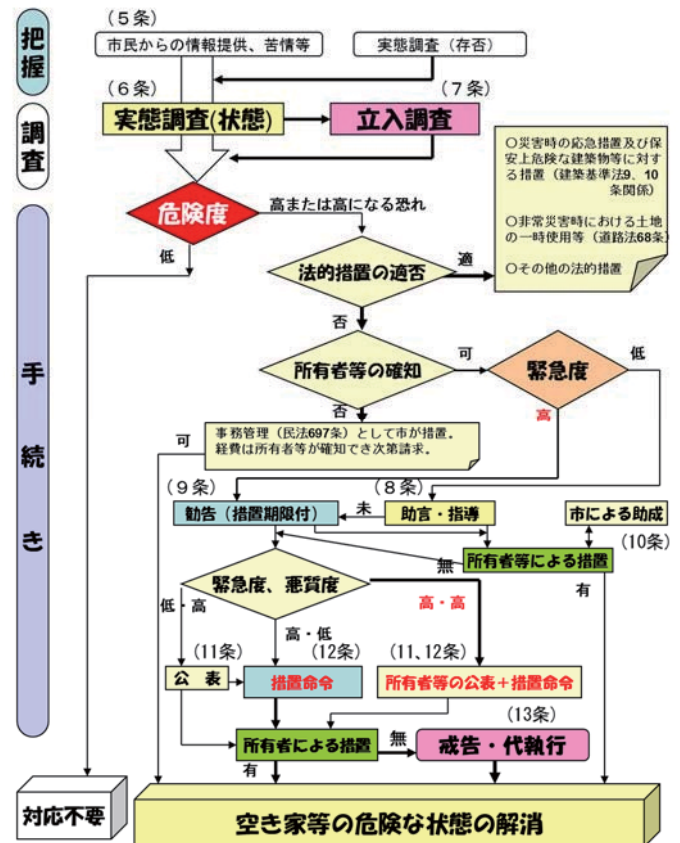 把握
調査
手続き
（５条）
市民からの情報提供、苦情等
実態調査（存否）
（６条）
（７条）
実態調査(状態)
立入調査
〇災害時の応急措置及び保
安上危険な建築物等に対す
る措置（建築基準法9、10
条関係）
〇非常災害時における土地
の一時使用等（道路法68条）
〇その他の法的措置
危険度
高または高になる恐れ
低
法的措置の適否
適
否
所有者等の確知
可
緊急度
低
否
高
可
事務管理（民法697条）として市が措置。
経費は所有者等が確知でき次第請求。
（９条）
（８条）
勧告（措置期限付）
未
助言・指導
市による助成
（10条）
所有者等による措置
無
有
緊急度、悪質度
低・高
高・低
高・高
（11条）
（12条）
（11、12条）
公表
措置命令
所有者等の公表＋措置命令
（13条）
所有者による措置
無
戒告・代執行
有
対応不要
空き家等の危険な状態の解消